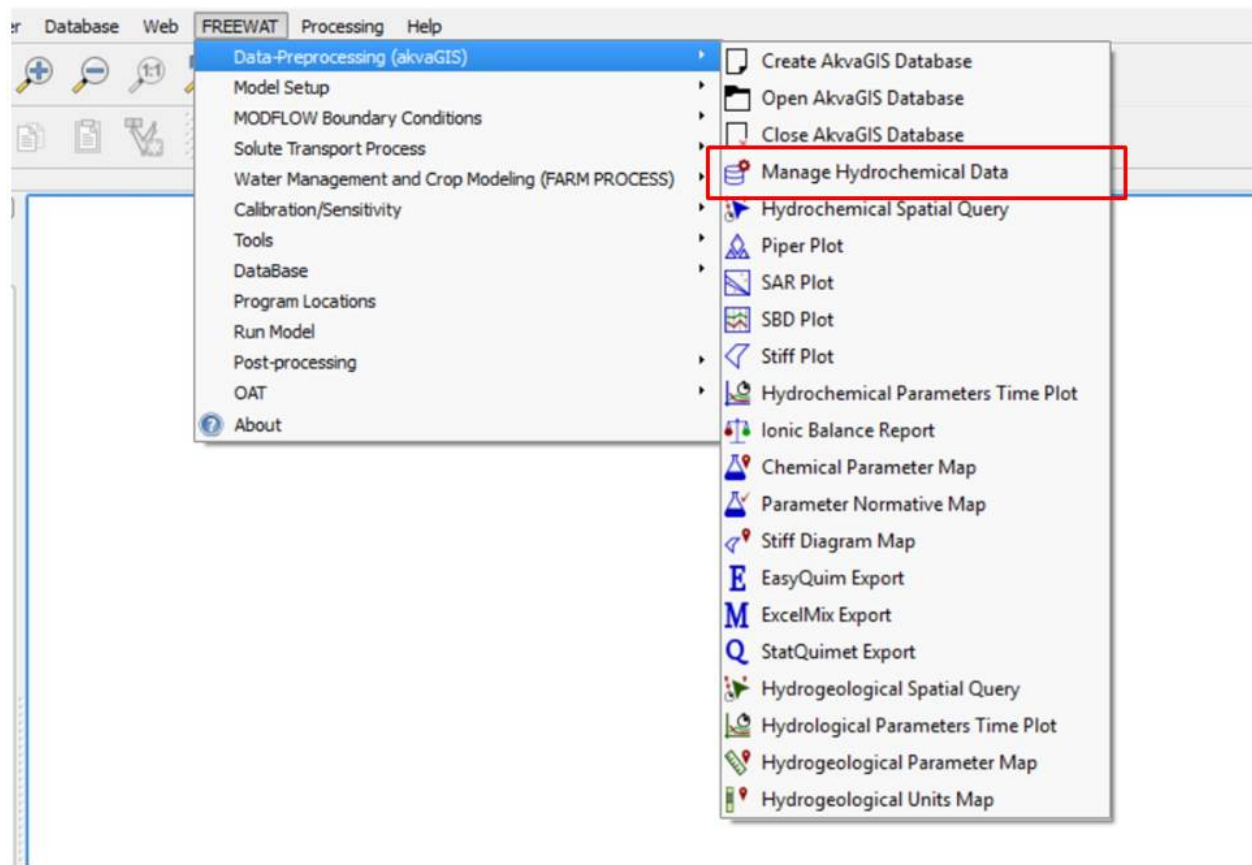 er Database Web FREEWAT Processing Help
Data-Preprocessing (akvaGIS)
Model Setup
MODFLOW Boundary Conditions
Solute Transport Process
Water Management and Crop Modeling (FARM PROCESS)
Calibration/Sensitivity
Tools
DataBase
Program Locations
Run Model
Post-processing
OAT
About
Create AkvaGIS Database
Open AkvaGIS Database
Close AkvaGIS Database
Manage Hydrochemical Data
Hydrochemical Spatial Query
Piper Plot
SAR Plot
SBD Plot
Stiff Plot
Hydrochemical Parameters Time Plot
Ionic Balance Report
Chemical Parameter Map
Parameter Normative Map
Stiff Diagram Map
E EasyQuim Export
M ExcelMix Export
Q StatQuimet Export
Hydrogeological Spatial Query
Hydrological Parameters Time Plot
Hydrogeological Parameter Map
Hydrogeological Units Map
1:1